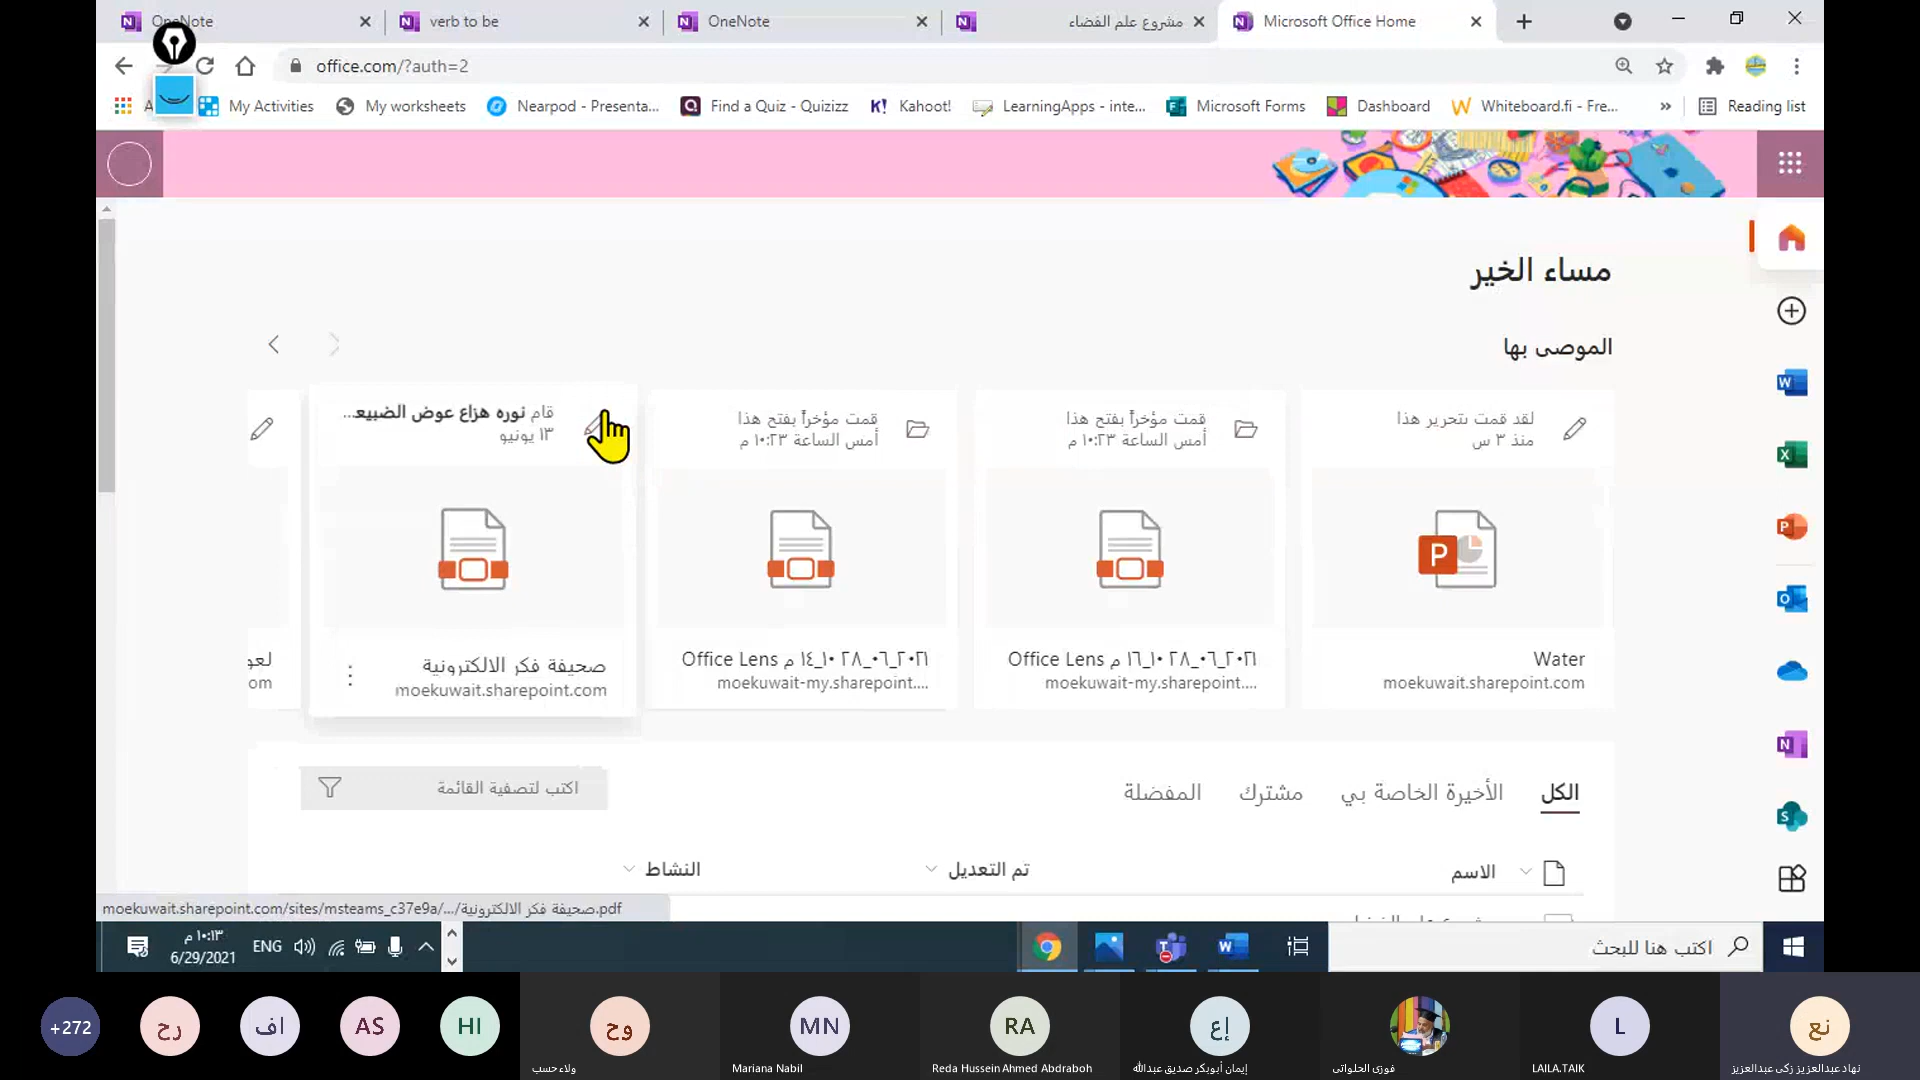 OneNote
verb to be
OneNote
مشروع علم الفضاء
Microsoft Office Home
office.com/?auth=2
My Activities
My worksheets
Nearpod - Presenta...
Find a Quiz - Quizizz
Kahoot!
LearningApps - inte...
Microsoft Forms
Dashboard
Whiteboard.fi - Fre...
»
Reading list
مساء الخير
الموصى بها
لقد قمت بتحرير هذا
منذ ٣ س
قمت مؤخراً بفتح هذا
أمس الساعة ١٠:٢٣ م
قمت مؤخراً بفتح هذا
أمس الساعة ١٠:٢٣ م
قام نوره هزاع عوض الضبيعـ...
١٣ يونيو
Water
moekuwait.sharepoint.com
٢٠٢١_٠٦_٢٨ ١٠_١٦ م Office Lens
moekuwait-my.sharepoint....
٢٠٢١_٠٦_٢٨ ١٠_١٤ م Office Lens
moekuwait-my.sharepoint....
صحيفة فكر الالكترونية
moekuwait.sharepoint.com
لعو
om
الكل
الأخيرة الخاصة بي
مشترك
المفضلة
اكتب لتصفية القائمة
الاسم
تم التعديل
النشاط
moekuwait.sharepoint.com/sites/msteams_c37e9a/.../صحيفة فكر الالكترونية.pdf
١٠:١٣ م
6/29/2021
ENG
اكتب هنا للبحث
+272
رح
اف
AS
HI
وح
MN
RA
إع
L
نع
ولاء حسب
Mariana Nabil
Reda Hussein Ahmed Abdraboh
إيمان أبوبكر صديق عبدالله
فوزى الحلوانى
LAILA.TAIK
نهاد عبدالعزيز زكى عبدالعزيز